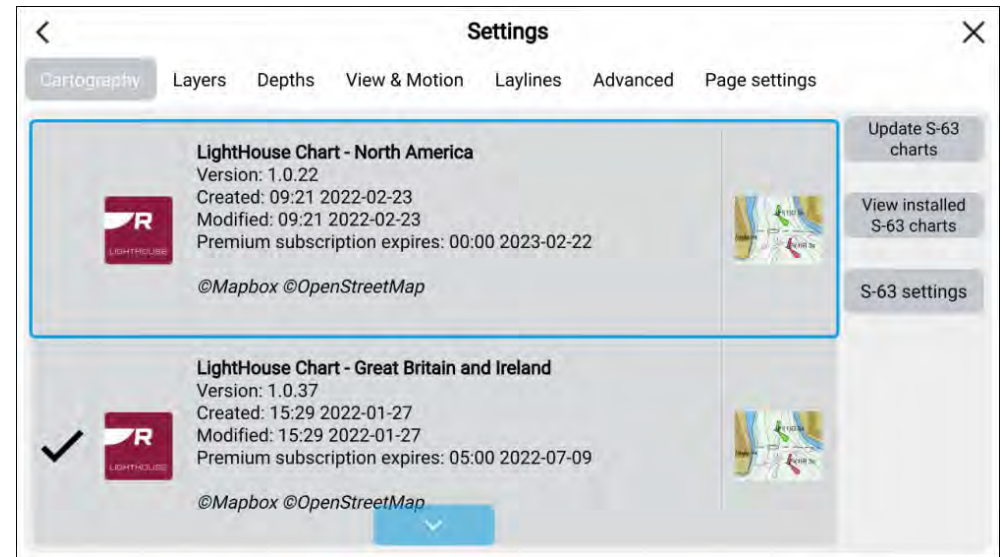 Settings
Cartography Layers Depths View & Motion Laylines Advanced Page settings
LightHouse Chart - North America
Version: 1.0.22
Created: 09:21 2022-02-23
Modified: 09:21 2022-02-23
Premium subscription expires: 00:00 2023-02-22
©Mapbox ©OpenStreetMap
R
LIGHTHOUSE
LightHouse Chart - Great Britain and Ireland
Version: 1.0.37
Created: 15:29 2022-01-27
Modified: 15:29 2022-01-27
Premium subscription expires: 05:00 2022-07-09
©Mapbox ©OpenStreetMap
R
LIGHTHOUSE
Update S-63
charts
View installed
S-63 charts
S-63 settings